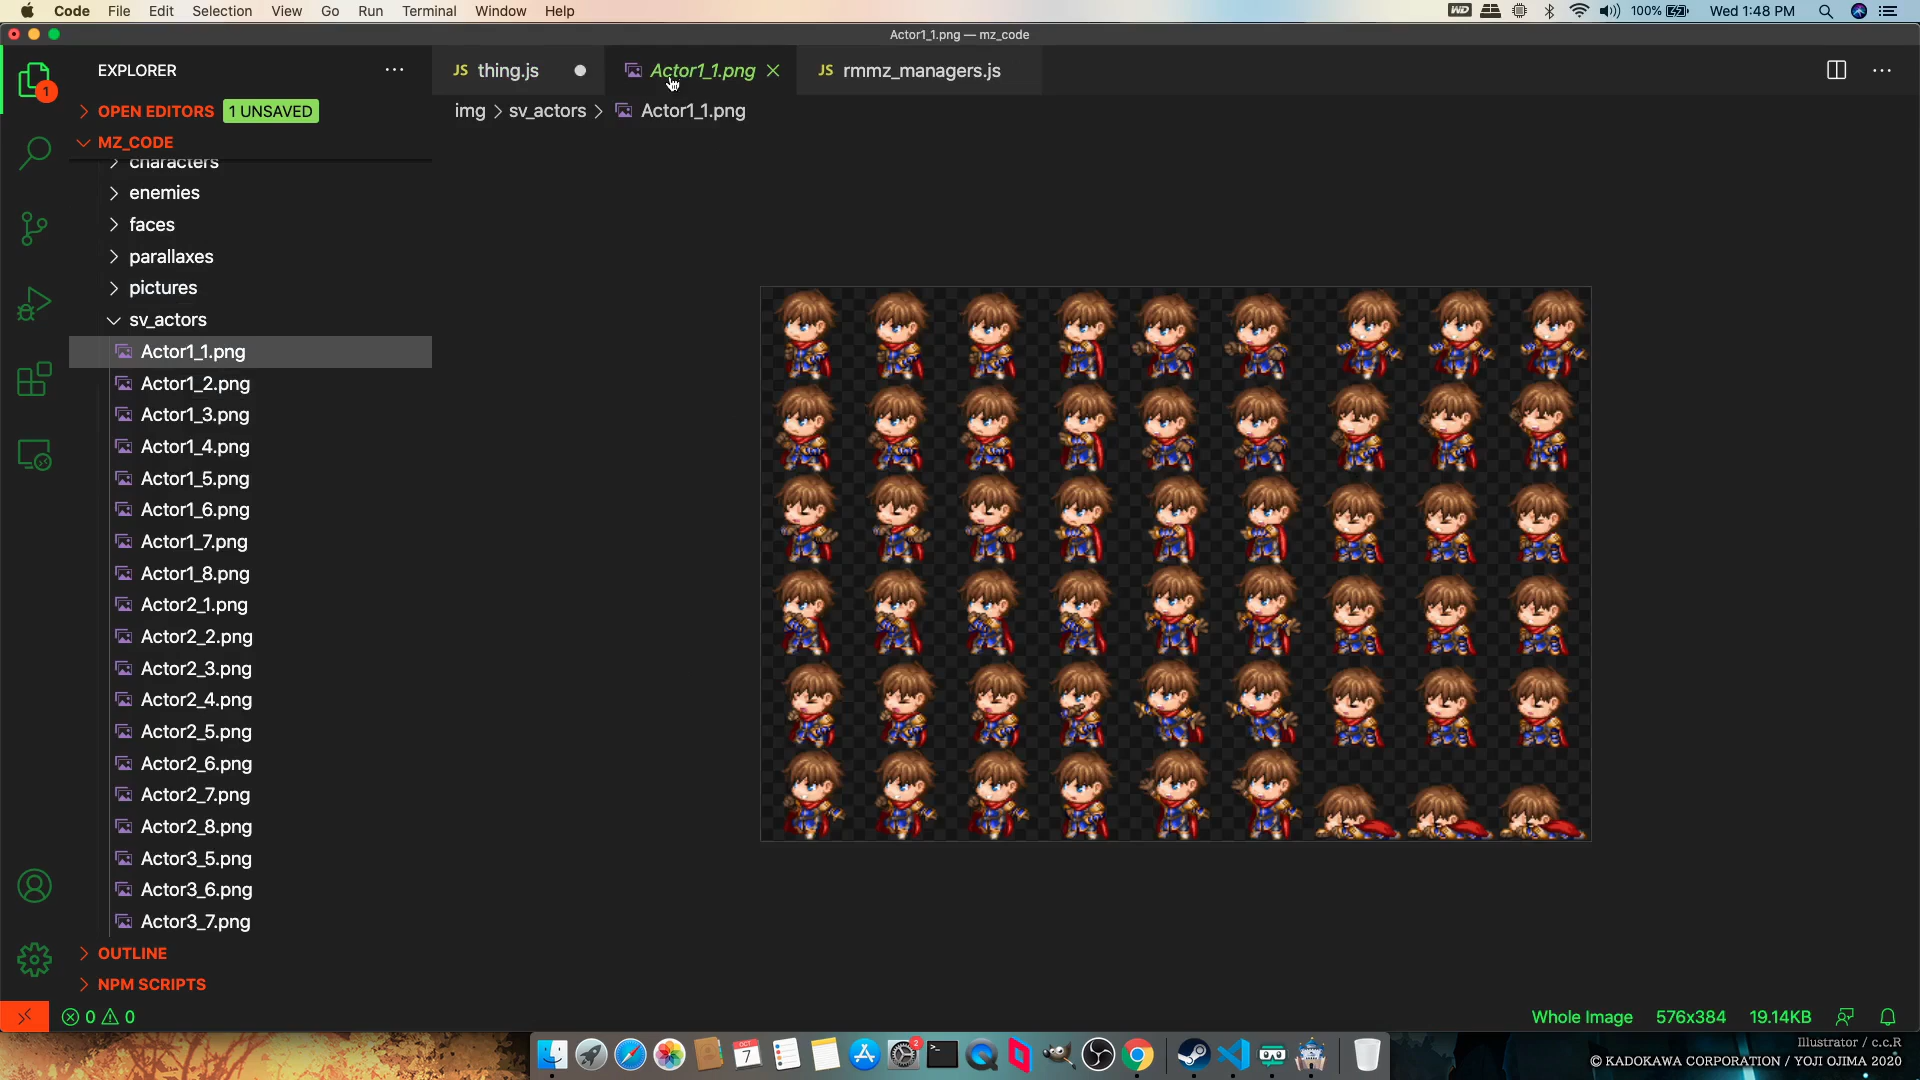 Code File Edit Selection View Go Run Terminal Window Help
WD 100% Wed 1:48 PM
Actor1_1.png — mz_code
EXPLORER
1
OPEN EDITORS 1 UNSAVED
MZ_CODE
characters
enemies
faces
parallaxes
pictures
sv_actors
Actor1_1.png
Actor1_2.png
Actor1_3.png
Actor1_4.png
Actor1_5.png
Actor1_6.png
Actor1_7.png
Actor1_8.png
Actor2_1.png
Actor2_2.png
Actor2_3.png
Actor2_4.png
Actor2_5.png
Actor2_6.png
Actor2_7.png
Actor2_8.png
Actor3_5.png
Actor3_6.png
Actor3_7.png
OUTLINE
NPM SCRIPTS
JS thing.js
Actor1_1.png
JS rmmz_managers.js
img > sv_actors > Actor1_1.png
0 0
Whole Image 576x384 19.14KB
OCT
7
2
Illustrator / c.c.R
© KADOKAWA CORPORATION / YOJI OJIMA 2020